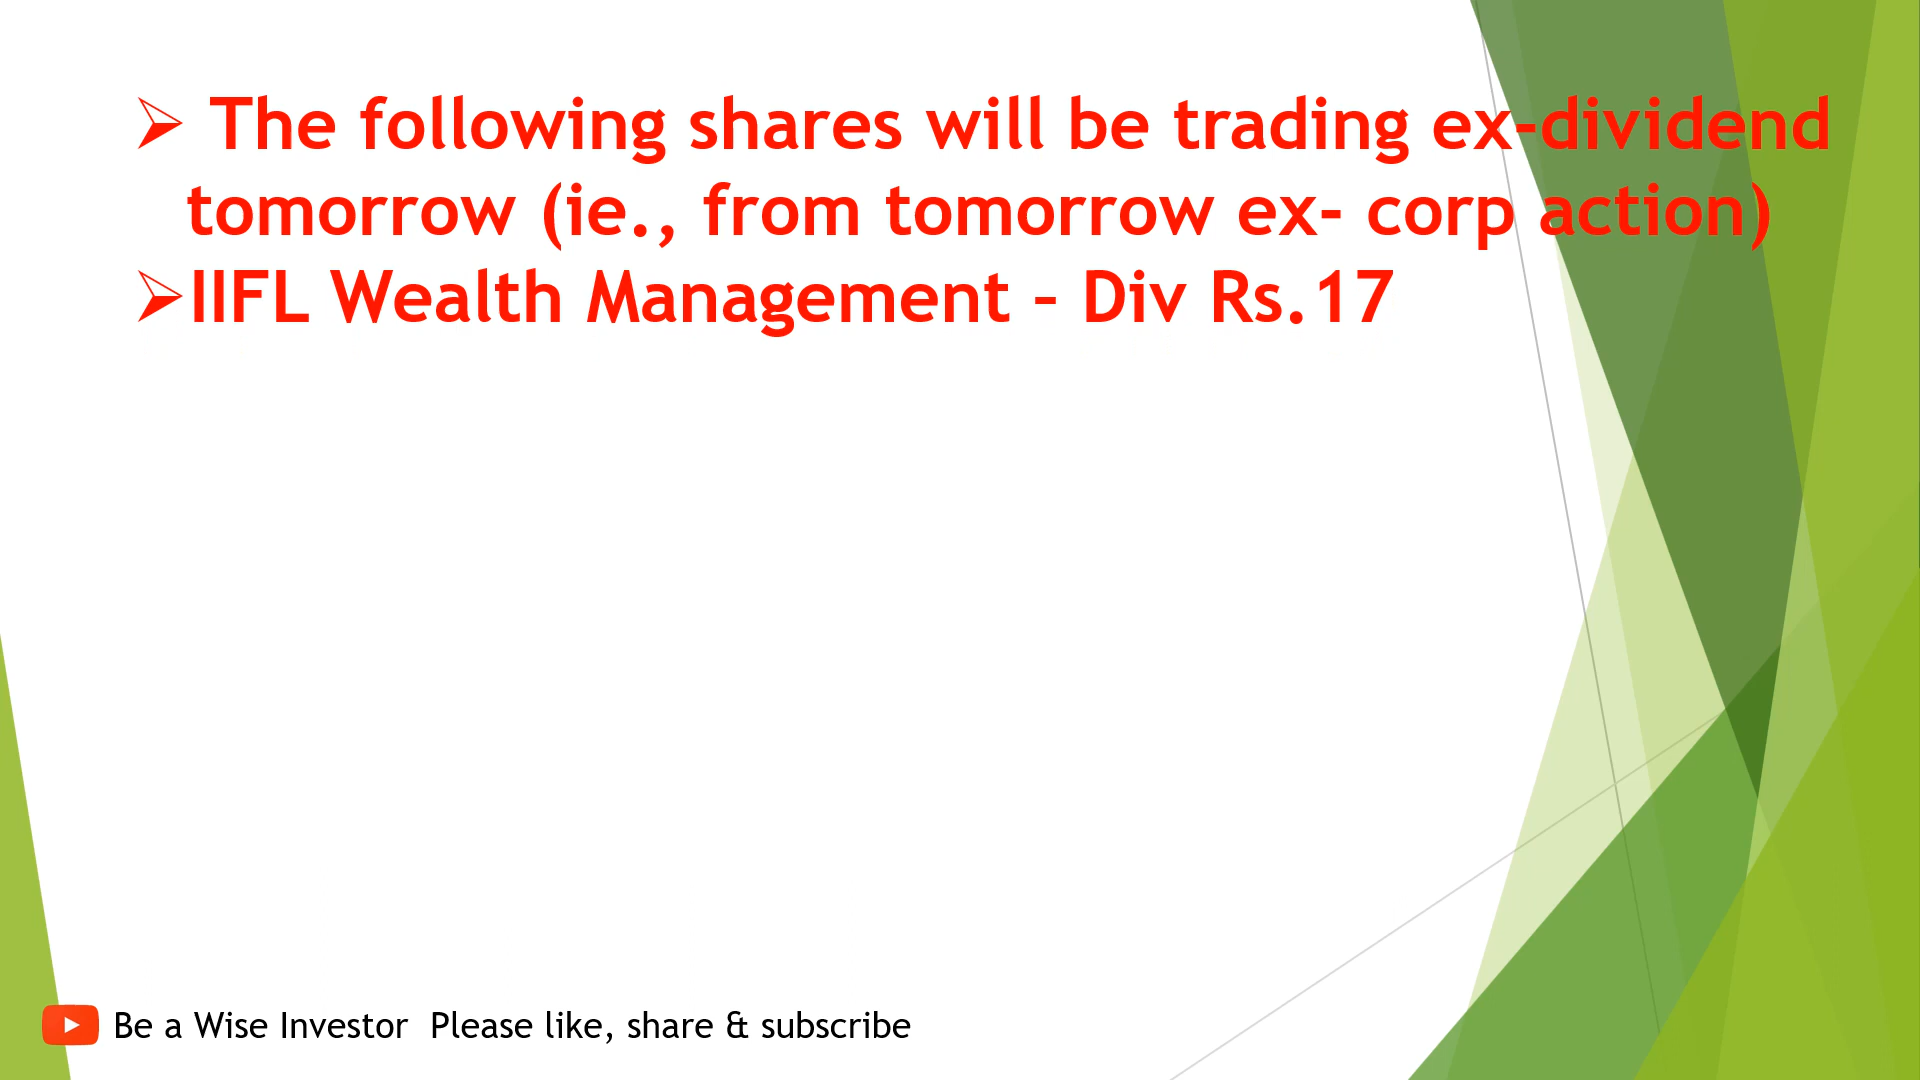 ➢ The following shares will be trading ex-dividend
tomorrow (ie., from tomorrow ex- corp action)
➢IIFL Wealth Management – Div Rs.17
Be a Wise Investor  Please like, share & subscribe